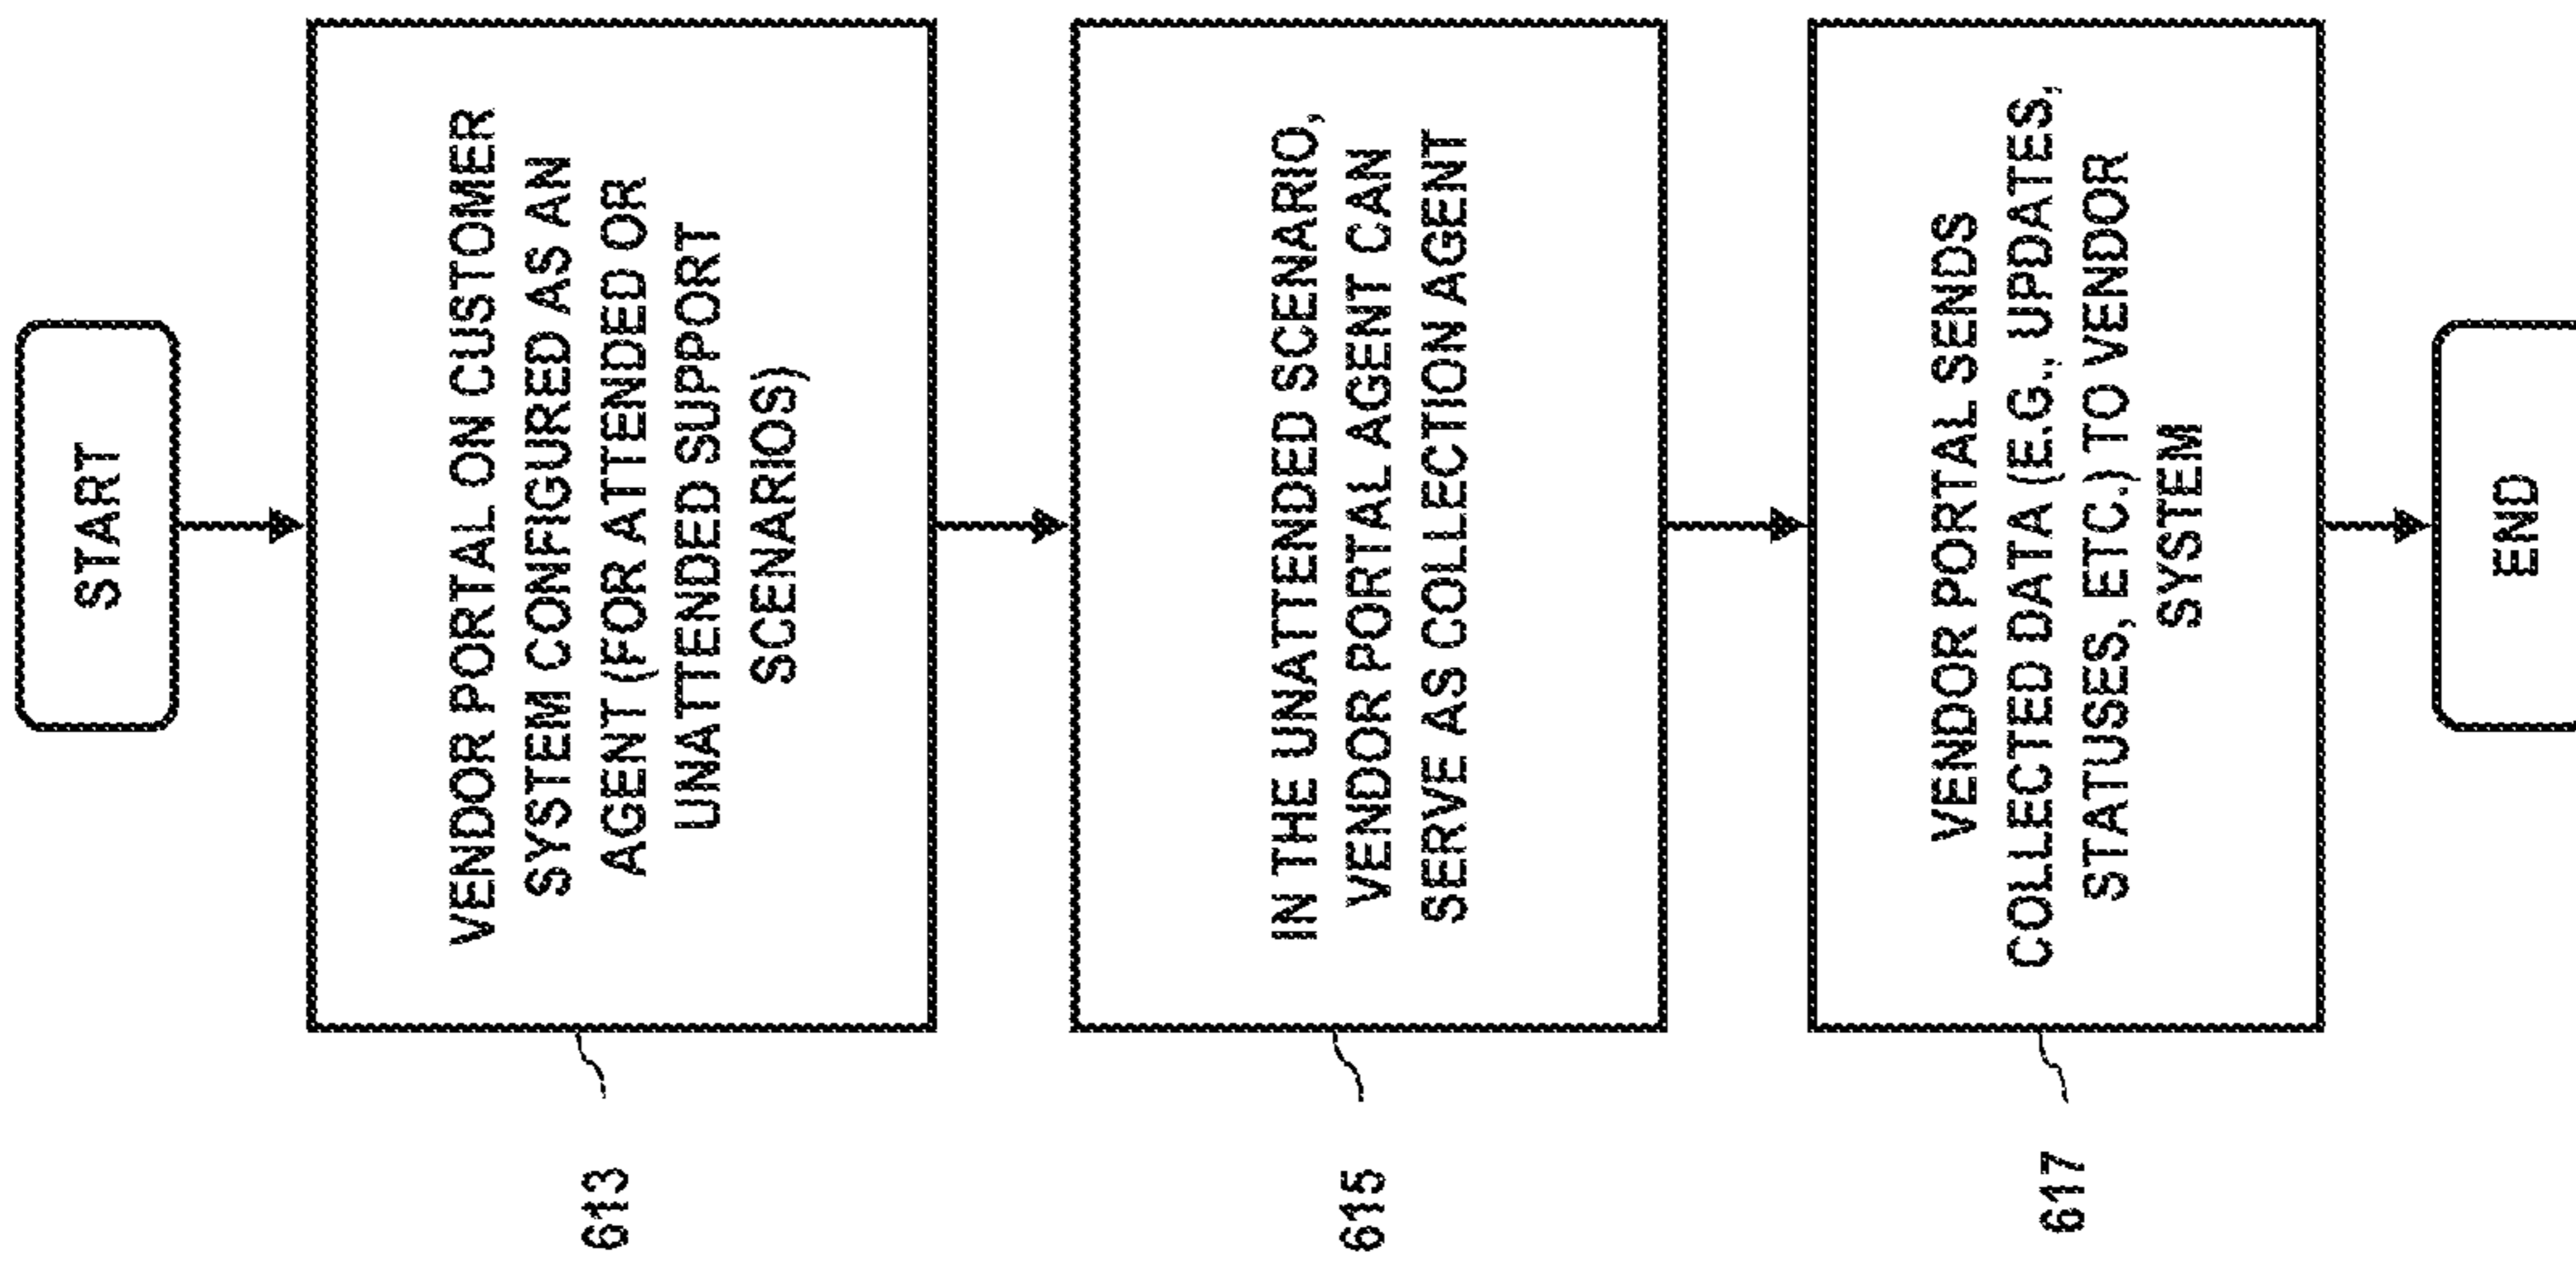 START
VENDOR PORTAL ON CUSTOMER
SYSTEM CONFIGURED AS AN
AGENT (FOR ATTENDED OR
UNATTENDED SUPPORT
SCENARIOS)
613
IN THE UNATTENDED SCENARIO,
VENDOR PORTAL AGENT CAN
SERVE AS COLLECTION AGENT
615
VENDOR PORTAL SENDS
COLLECTED DATA (E.G., UPDATES,
STATUSES, ETC.) TO VENDOR
SYSTEM
617
END